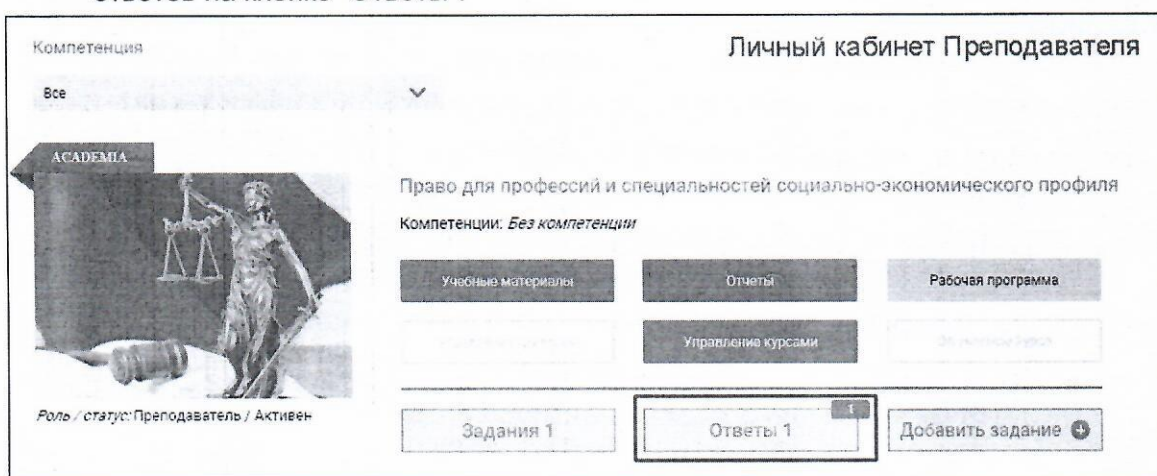 Компетенция
Личный кабинет Преподавателя
Все
ACADEMIA
Право для профессий и специальностей социально-экономического профиля
Компетенции: Без компетенции
Учебные материалы
Отчеты
Рабочая программа
Управление курсами
Роль / статус: Преподаватель / Активен
Задания 1
Ответы 1
1
Добавить задание